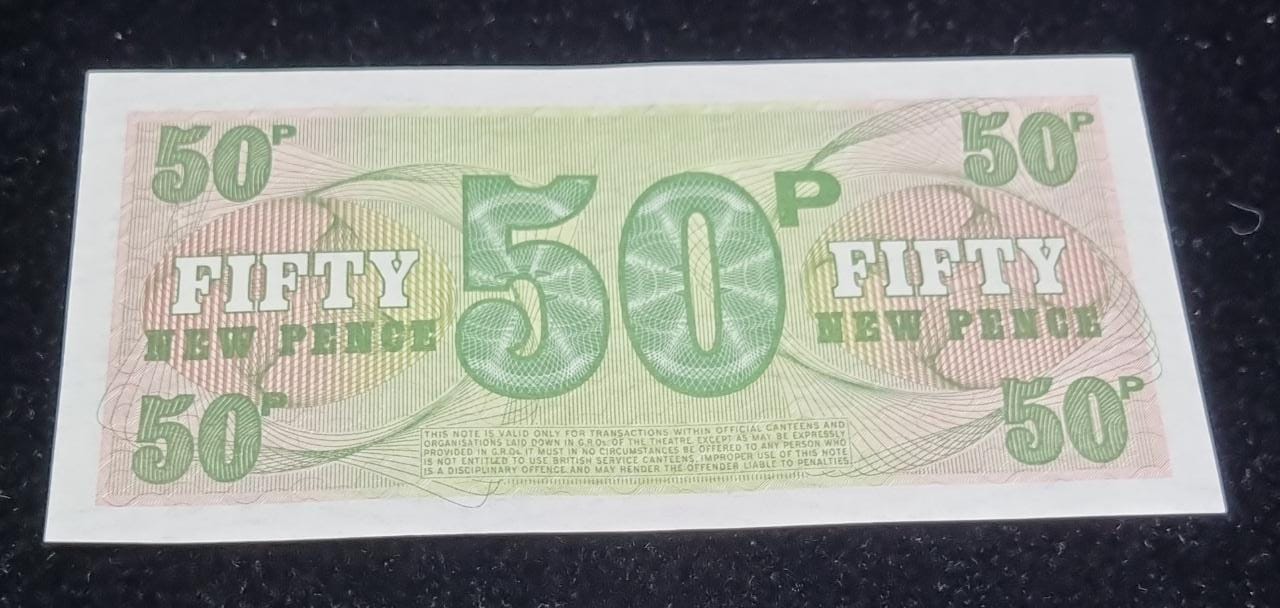 50P
50P
50P
FIFTY
NEW PENCE
FIFTY
NEW PENCE
50P
50P
THIS NOTE IS VALID ONLY FOR TRANSACTIONS WITHIN OFFICIAL CANTEENS AND
ORGANISATIONS LAID DOWN IN G.R.Os. OF THE THEATRE. EXCEPT AS MAY BE EXPRESSLY
PROVIDED IN G.R.Os. IT MUST IN NO CIRCUMSTANCES BE OFFERED TO ANY PERSON WHO
IS NOT ENTITLED TO USE BRITISH SERVICE CANTEENS. IMPROPER USE OF THIS NOTE
IS A DISCIPLINARY OFFENCE AND MAY RENDER THE OFFENDER LIABLE TO PENALTIES.